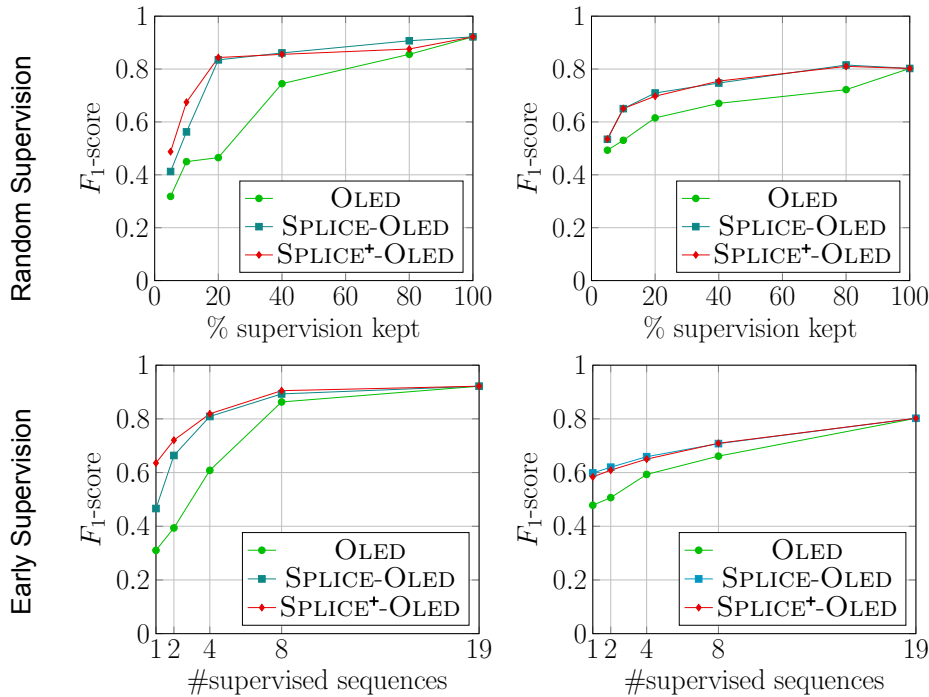 Random Supervision
F1-score
1
0.8
0.6
0.4
0.2
0
0 20 40 60 80 100
% supervision kept
OLED
SPLICE-OLED
SPLICE+-OLED
F1-score
1
0.8
0.6
0.4
0.2
0
0 20 40 60 80 100
% supervision kept
OLED
SPLICE-OLED
SPLICE+-OLED
Early Supervision
F1-score
1
0.8
0.6
0.4
0.2
0
1 2 4 8 19
#supervised sequences
OLED
SPLICE-OLED
SPLICE+-OLED
F1-score
1
0.8
0.6
0.4
0.2
0
1 2 4 8 19
#supervised sequences
OLED
SPLICE-OLED
SPLICE+-OLED